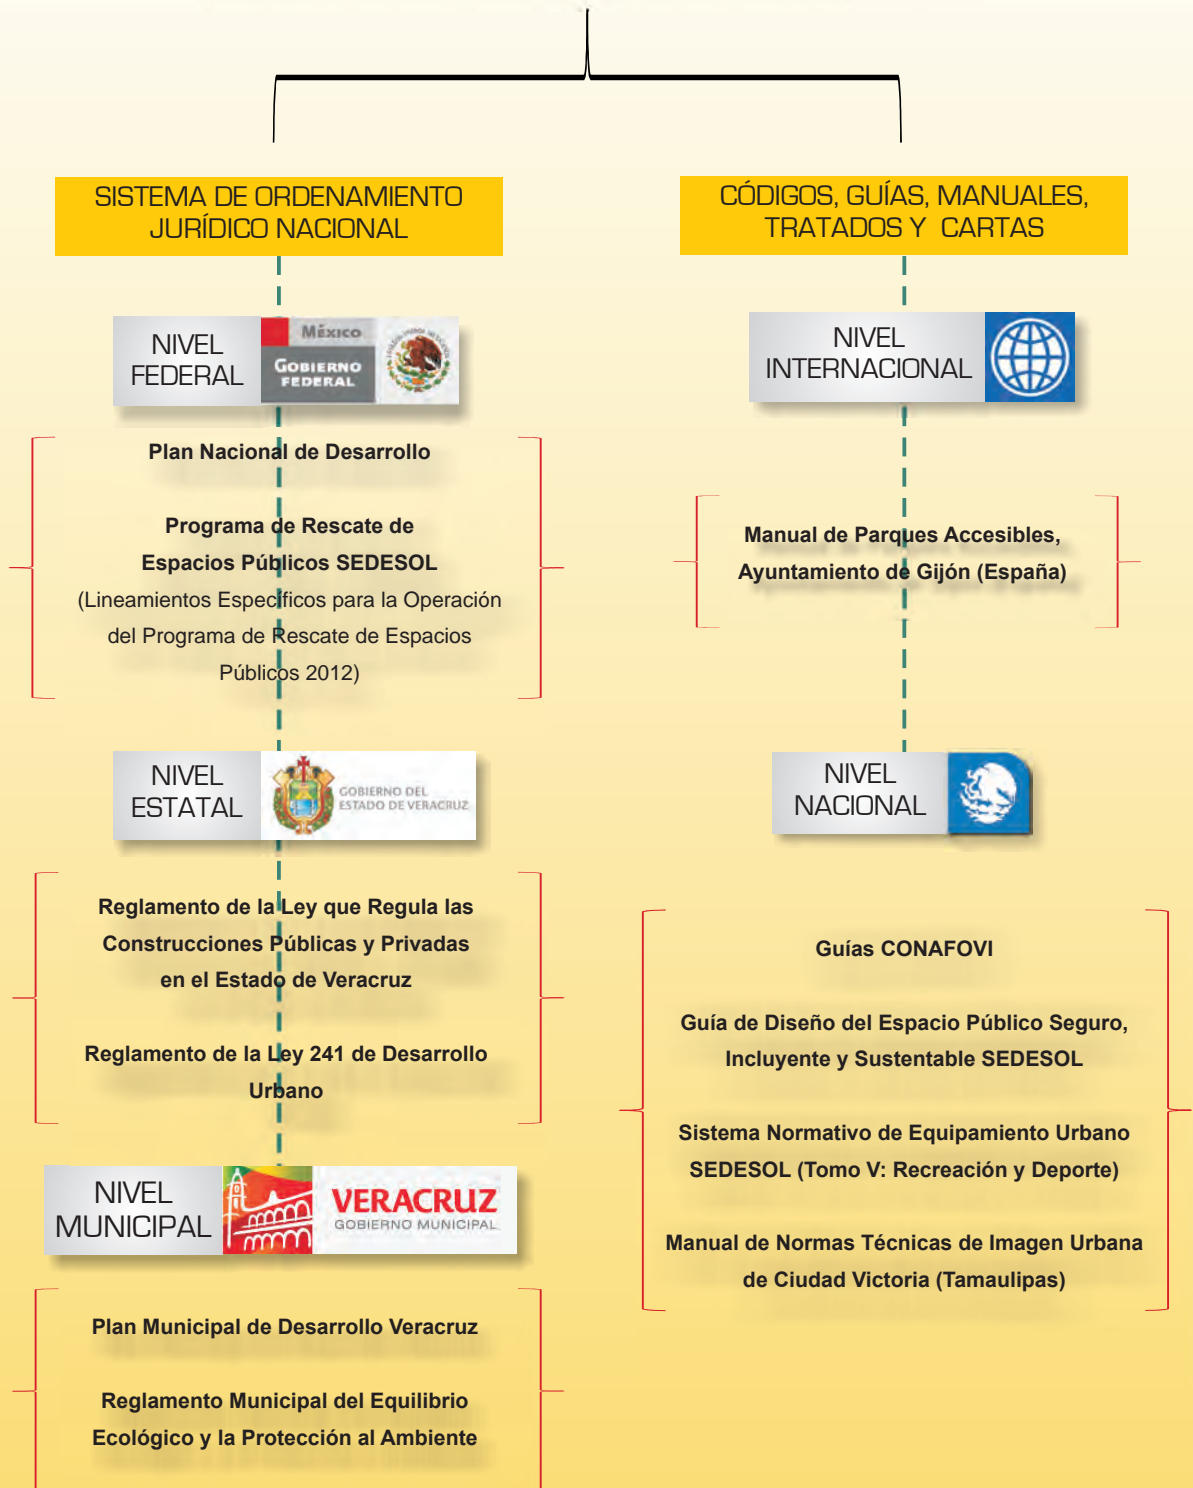 SISTEMA DE ORDENAMIENTO
JURÍDICO NACIONAL
NIVEL
FEDERAL
MÉXICO
GOBIERNO
FEDERAL
Plan Nacional de Desarrollo
Programa de Rescate de
Espacios Públicos SEDESOL
(Lineamientos Específicos para la Operación
del Programa de Rescate de Espacios
Públicos 2012)
NIVEL
ESTATAL
GOBIERNO DEL
ESTADO DE VERACRUZ
Reglamento de la Ley que Regula las
Construcciones Públicas y Privadas
en el Estado de Veracruz
Reglamento de la Ley 241 de Desarrollo
Urbano
NIVEL
MUNICIPAL
VERACRUZ
GOBIERNO MUNICIPAL
Plan Municipal de Desarrollo Veracruz
Reglamento Municipal del Equilibrio
Ecológico y la Protección al Ambiente
CÓDIGOS, GUÍAS, MANUALES,
TRATADOS Y CARTAS
NIVEL
INTERNACIONAL
Manual de Parques Accesibles,
Ayuntamiento de Gijón (España)
NIVEL
NACIONAL
Guías CONAFOVI
Guía de Diseño del Espacio Público Seguro,
Incluyente y Sustentable SEDESOL
Sistema Normativo de Equipamiento Urbano
SEDESOL (Tomo V: Recreación y Deporte)
Manual de Normas Técnicas de Imagen Urbana
de Ciudad Victoria (Tamaulipas)